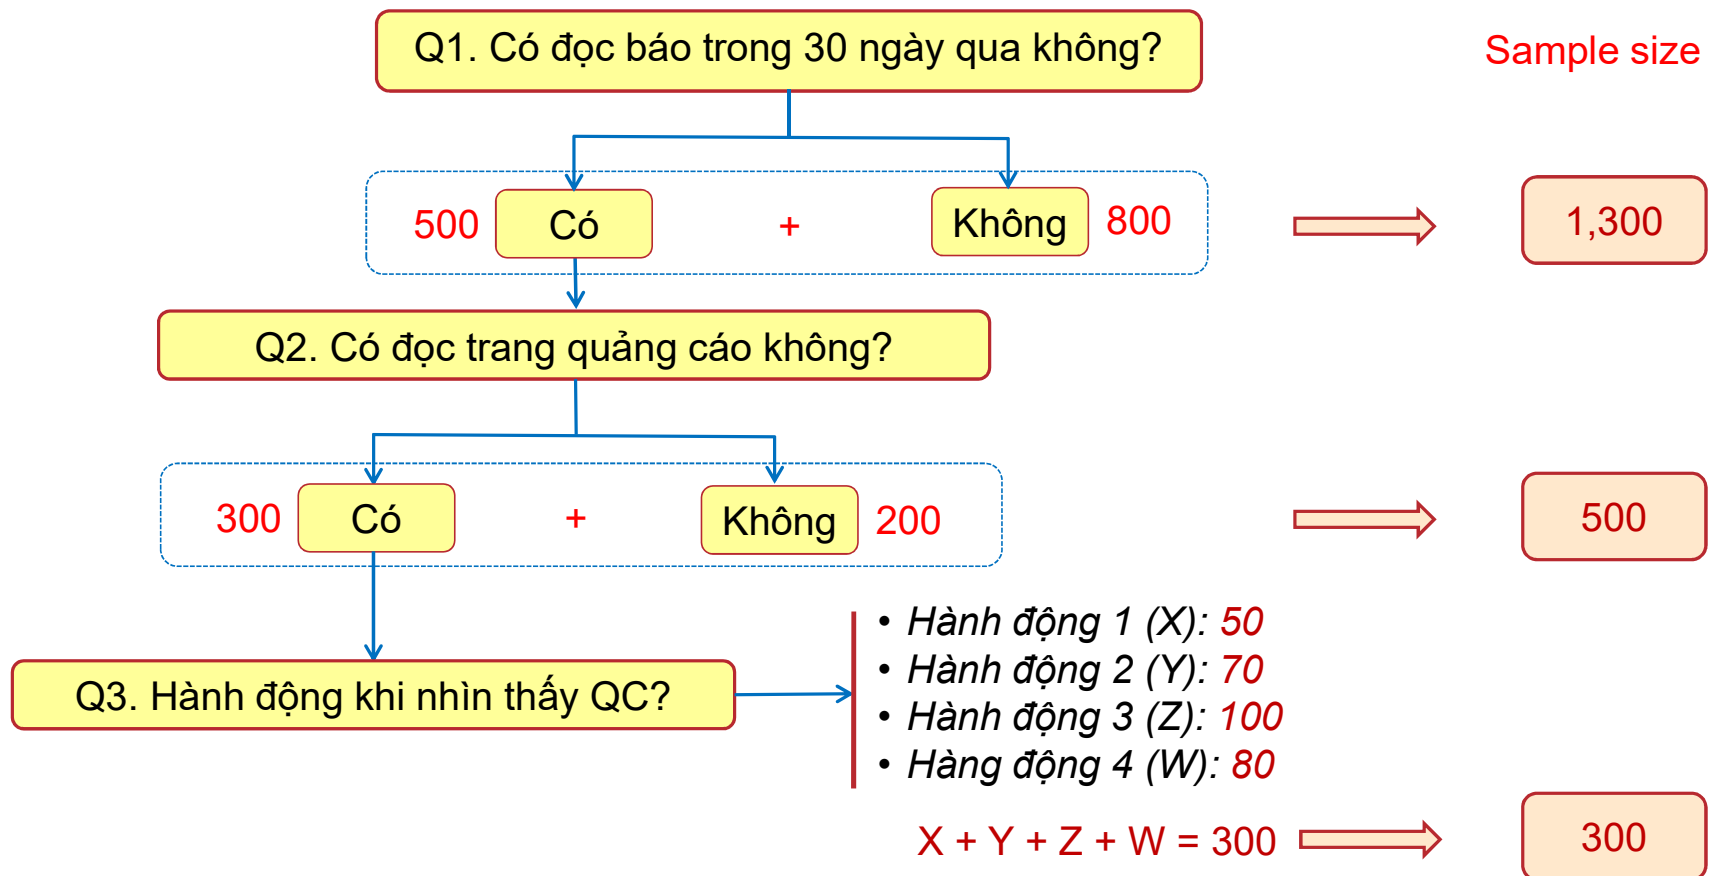 Q1. Có đọc báo trong 30 ngày qua không?
Sample size
500 Có + Không 800
1,300
Q2. Có đọc trang quảng cáo không?
300 Có + Không 200
500
Q3. Hành động khi nhìn thấy QC?
• Hành động 1 (X): 50
• Hành động 2 (Y): 70
• Hành động 3 (Z): 100
• Hàng động 4 (W): 80
X + Y + Z + W = 300
300